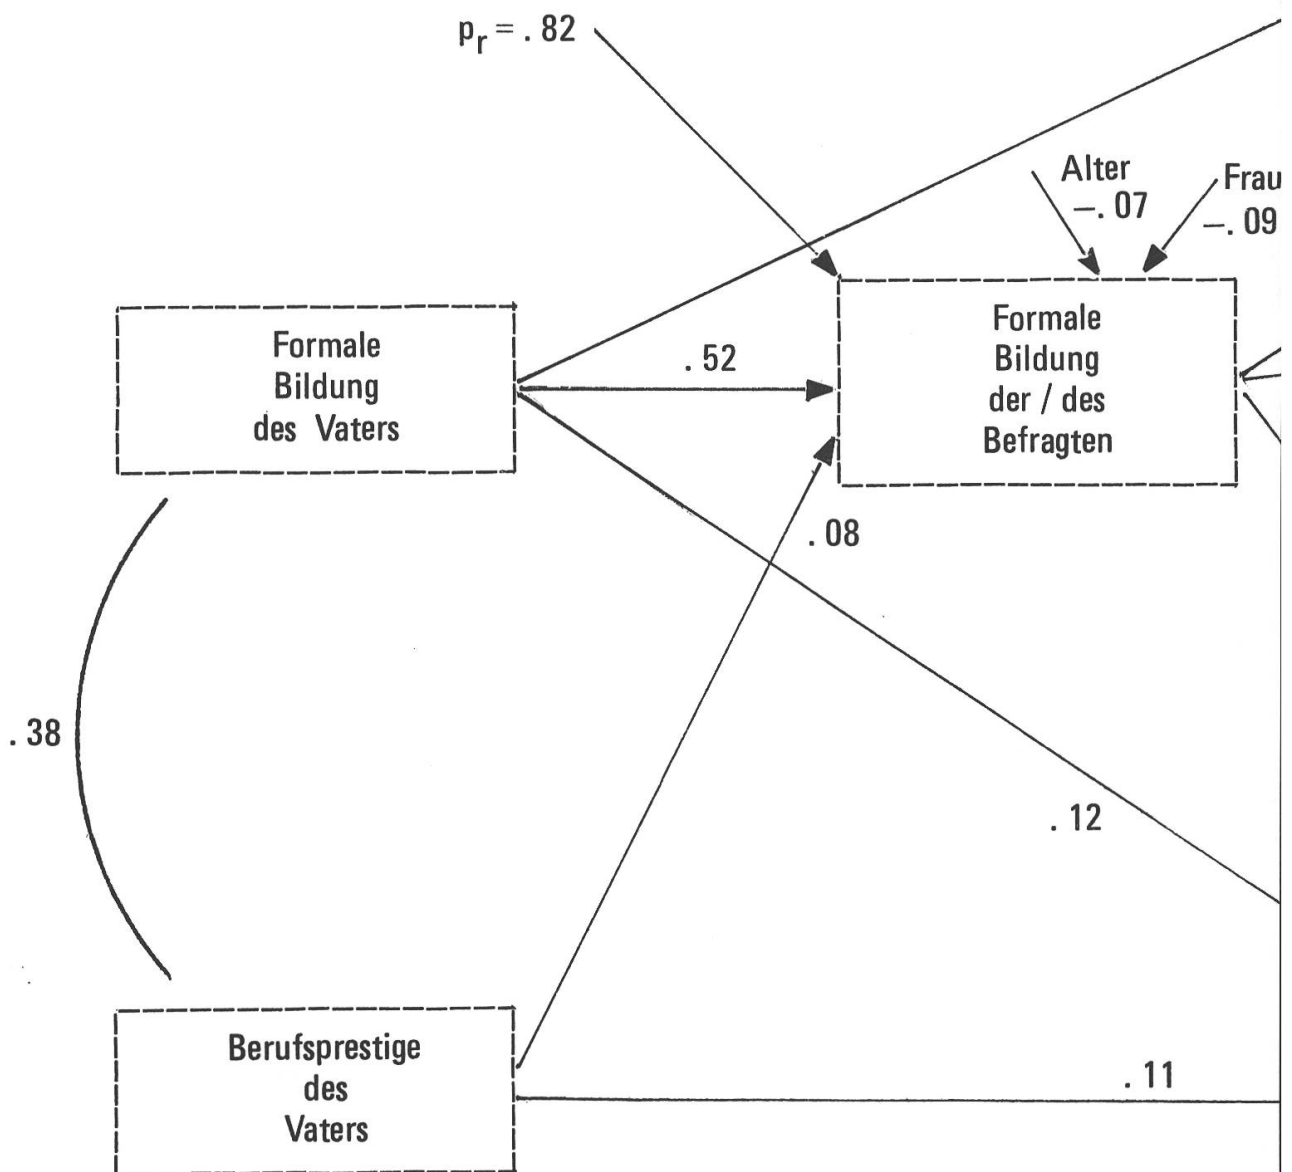 p_r = . 82
Alter
–. 07
Frau
–. 09
Formale
Bildung
des Vaters
. 52
Formale
Bildung
der / des
Befragten
. 08
. 38
. 12
Berufsprestige
des
Vaters
. 11